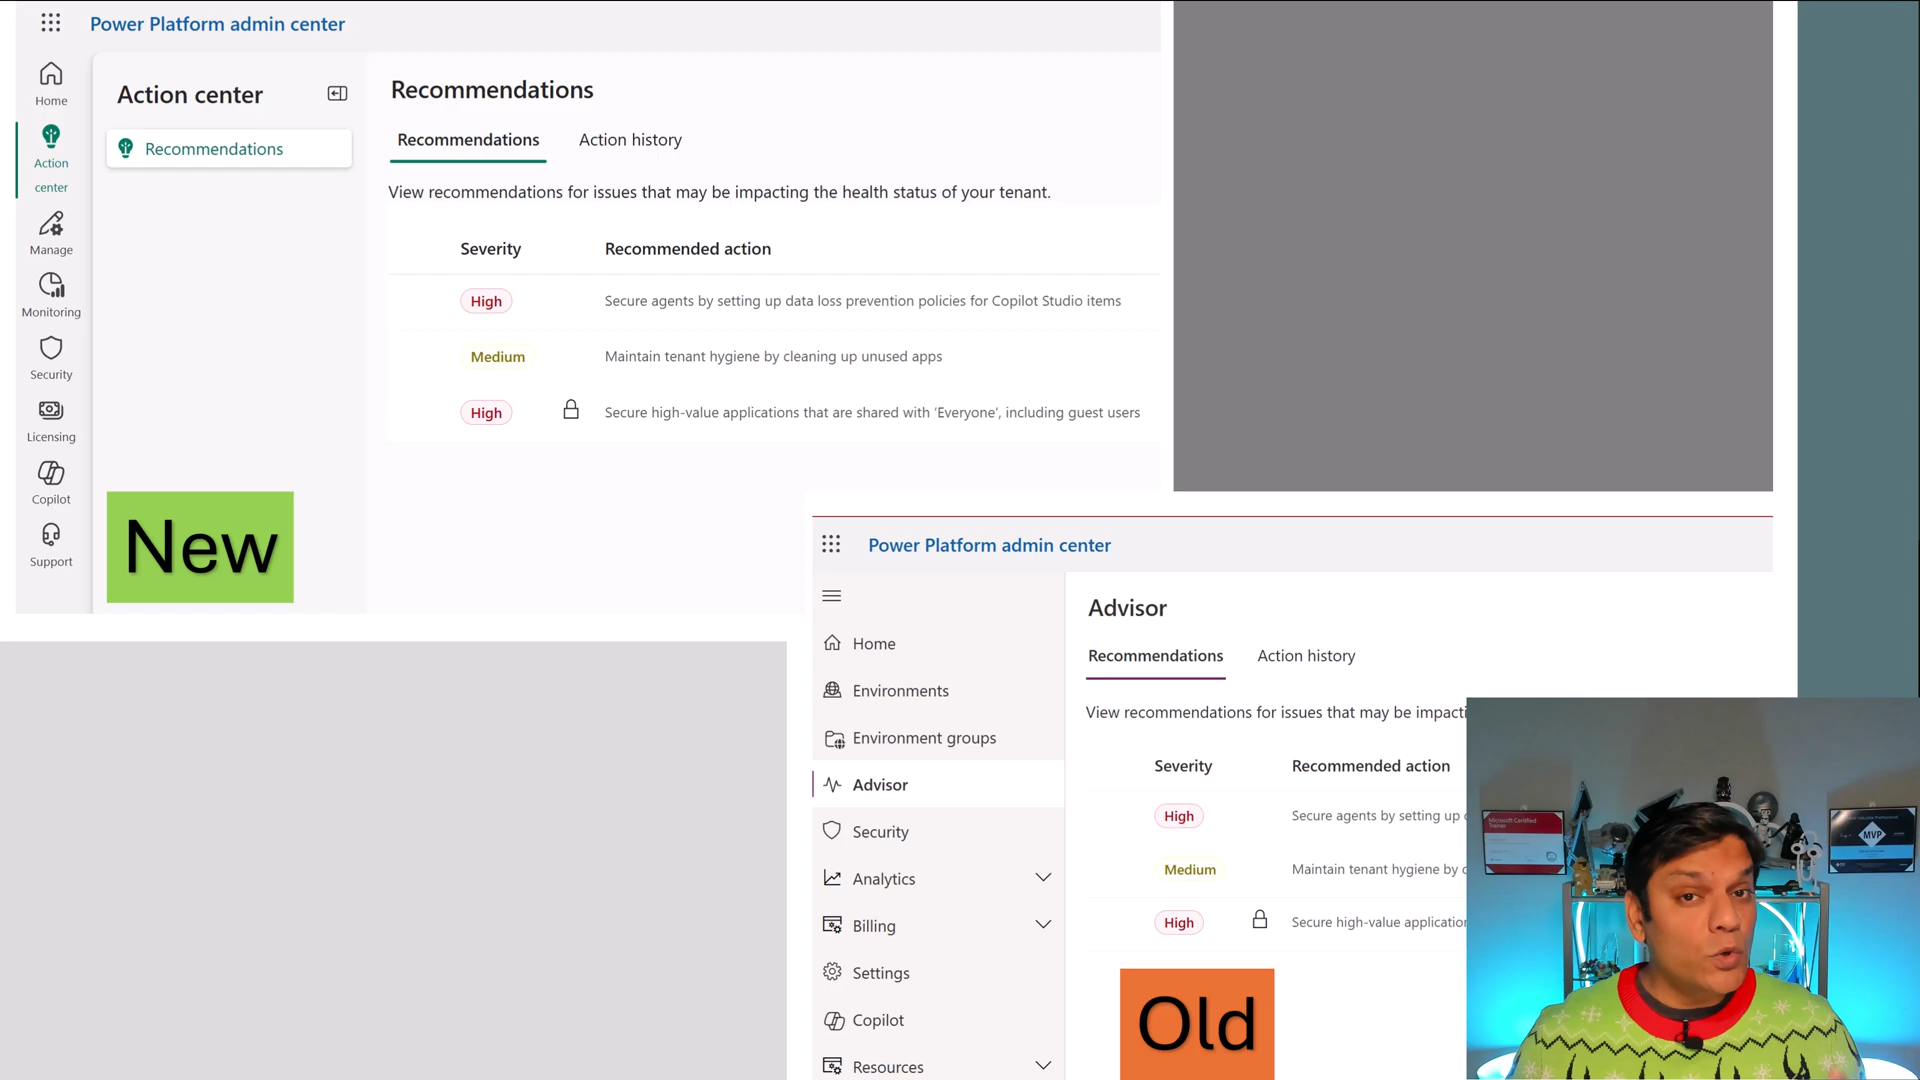 Power Platform admin center
Home
Action
center
Manage
Monitoring
Security
Licensing
Copilot
Support
Action center
Recommendations
Recommendations
Recommendations
Action history
View recommendations for issues that may be impacting the health status of your tenant.
Severity
Recommended action
High
Secure agents by setting up data loss prevention policies for Copilot Studio items
Medium
Maintain tenant hygiene by cleaning up unused apps
High
Secure high-value applications that are shared with ‘Everyone’, including guest users
New
Power Platform admin center
Home
Environments
Environment groups
Advisor
Security
Analytics
Billing
Settings
Copilot
Resources
Advisor
Recommendations
Action history
View recommendations for issues that may be impacti
Severity
Recommended action
High
Secure agents by setting up
Medium
Maintain tenant hygiene by
High
Secure high-value application
Old
Microsoft Certified
Trainer
MVP